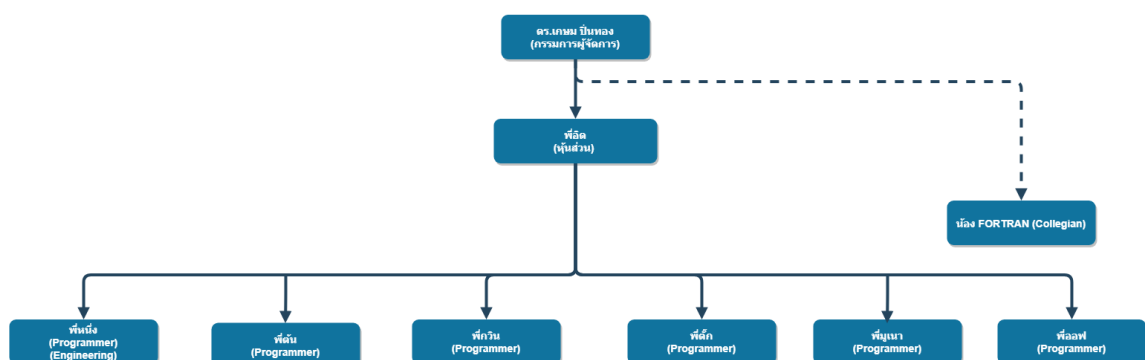 ดร.เกษม ปิ่นทอง
(กรรมการผู้จัดการ)
พี่อิด
(หุ้นส่วน)
น้อง FORTRAN (Collegian)
พี่หนึ่ง
(Programmer)
(Engineering)
พี่ต้น
(Programmer)
พี่กวิน
(Programmer)
พี่ติ๊ก
(Programmer)
พี่มูเนา
(Programmer)
พี่ออฟ
(Programmer)